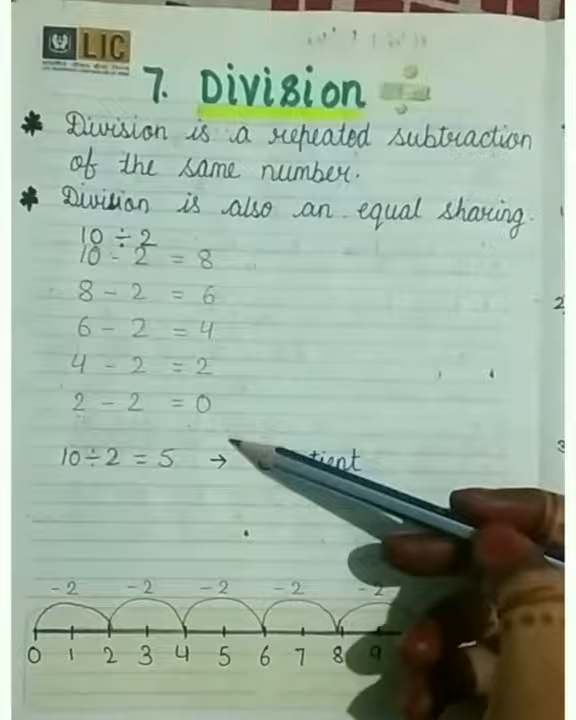 LIC
7. Division ÷
* Division is a repeated subtraction
of the same number.
* Division is also an equal sharing.
10 ÷ 2
10 - 2 = 8
8 - 2 = 6
6 - 2 = 4
4 - 2 = 2
2 - 2 = 0
10 ÷ 2 = 5 →
-2 -2 -2 -2 -2
0 1 2 3 4 5 6 7 8 9
2
3